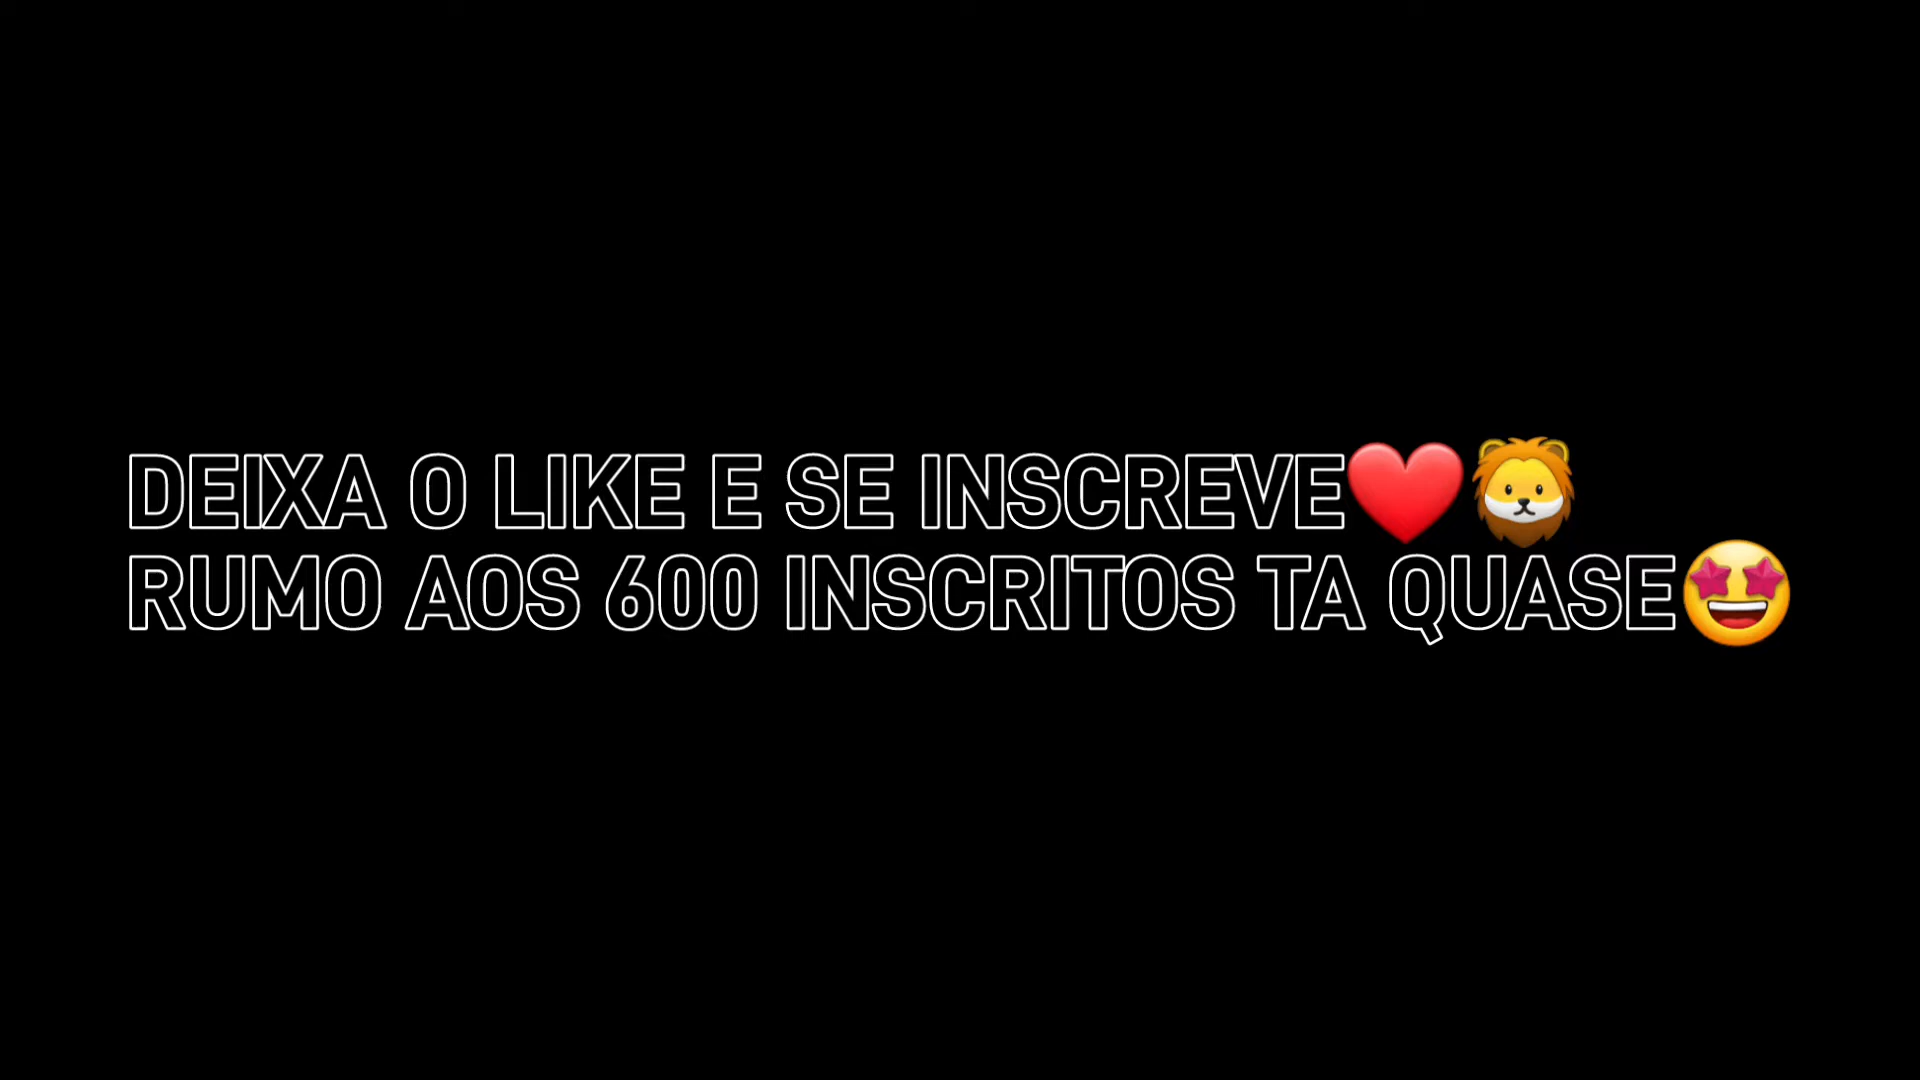 DEIXA O LIKE E SE INSCREVE❤️🦁
RUMO AOS 600 INSCRITOS TA QUASE🤩